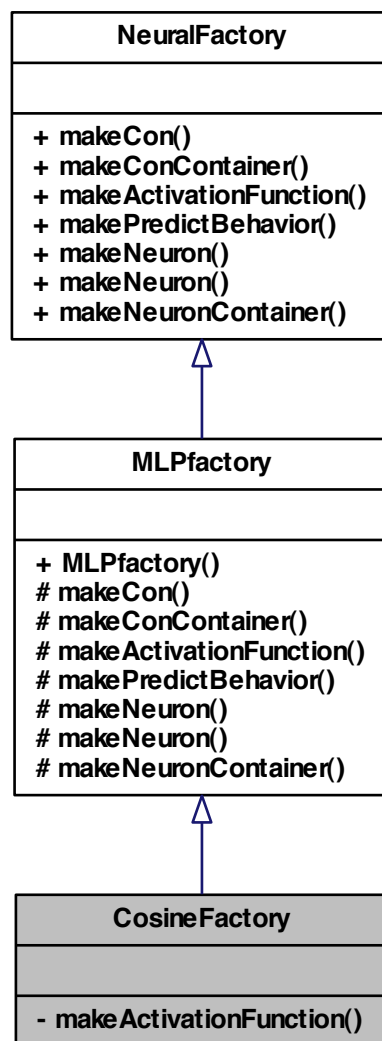 NeuralFactory
+ makeCon()
+ makeConContainer()
+ makeActivationFunction()
+ makePredictBehavior()
+ makeNeuron()
+ makeNeuron()
+ makeNeuronContainer()
MLPfactory
+ MLPfactory()
# makeCon()
# makeConContainer()
# makeActivationFunction()
# makePredictBehavior()
# makeNeuron()
# makeNeuron()
# makeNeuronContainer()
CosineFactory
- makeActivationFunction()